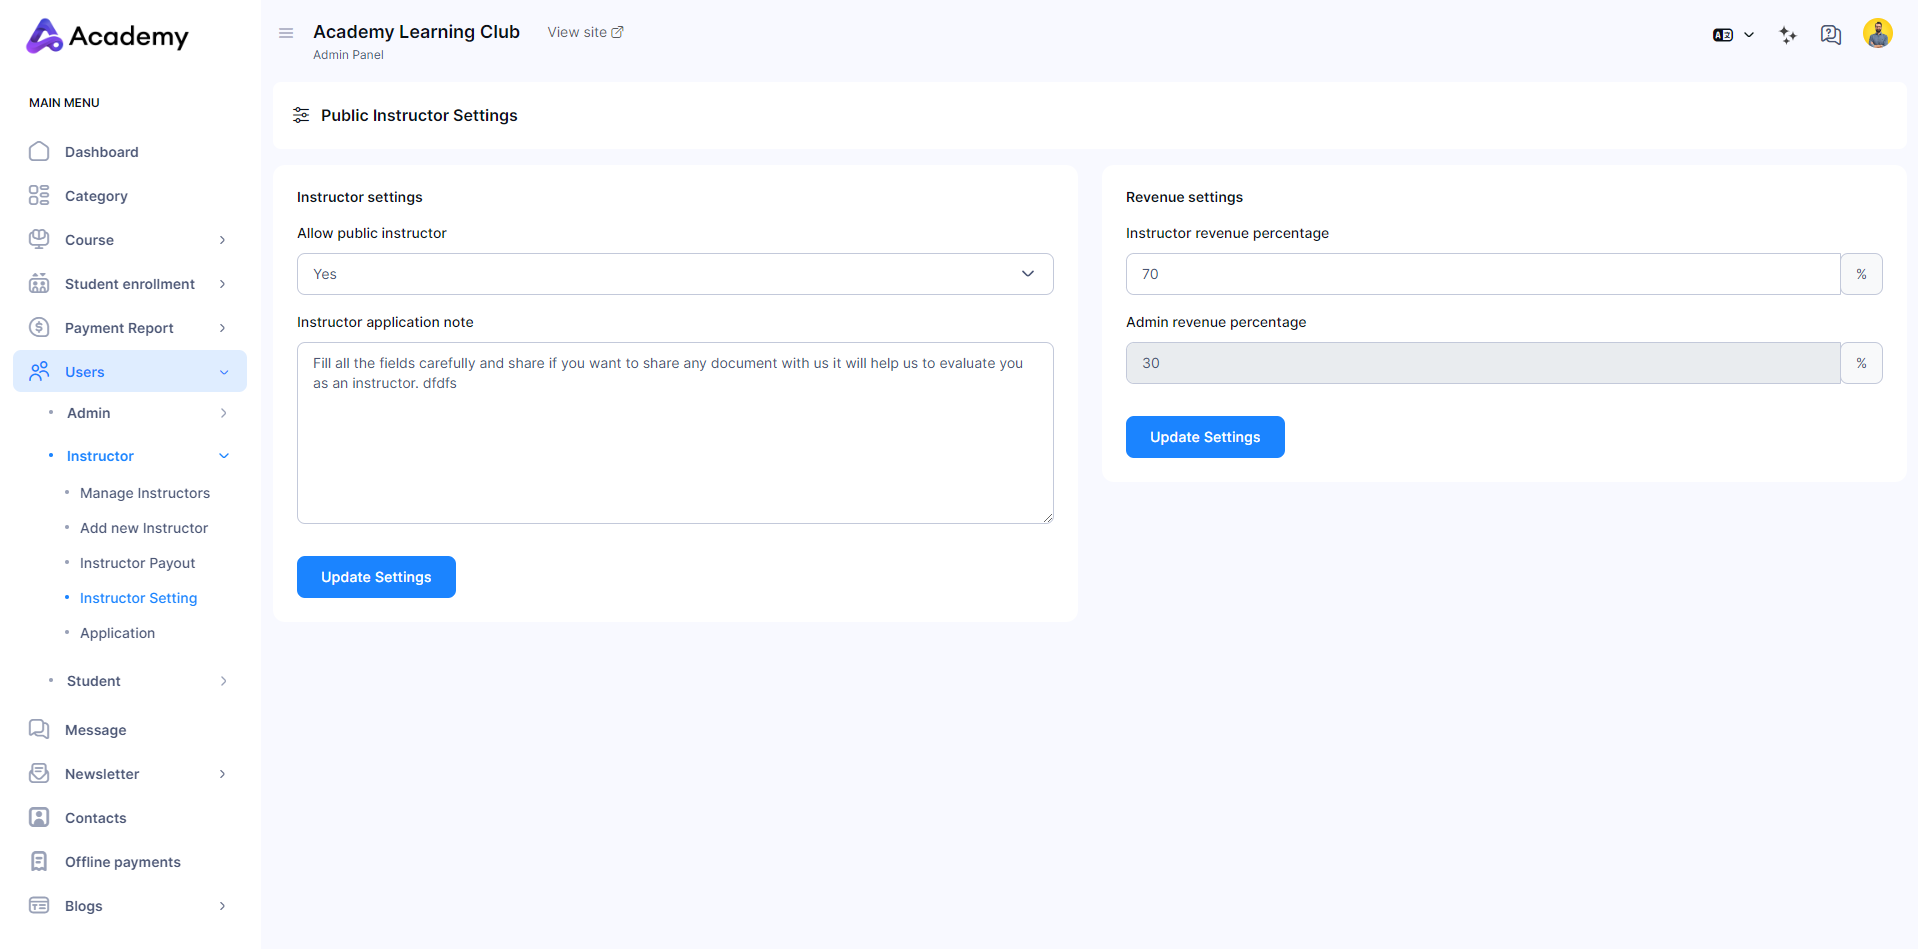 Academy
MAIN MENU
Dashboard
Category
Course
Student enrollment
Payment Report
Users
Admin
Instructor
Manage Instructors
Add new Instructor
Instructor Payout
Instructor Setting
Application
Student
Message
Newsletter
Contacts
Offline payments
Blogs
Academy Learning Club
View site
Admin Panel
Public Instructor Settings
Instructor settings
Allow public instructor
Yes
Instructor application note
Fill all the fields carefully and share if you want to share any document with us it will help us to evaluate you
as an instructor. dfdfs
Update Settings
Revenue settings
Instructor revenue percentage
70 %
Admin revenue percentage
30 %
Update Settings